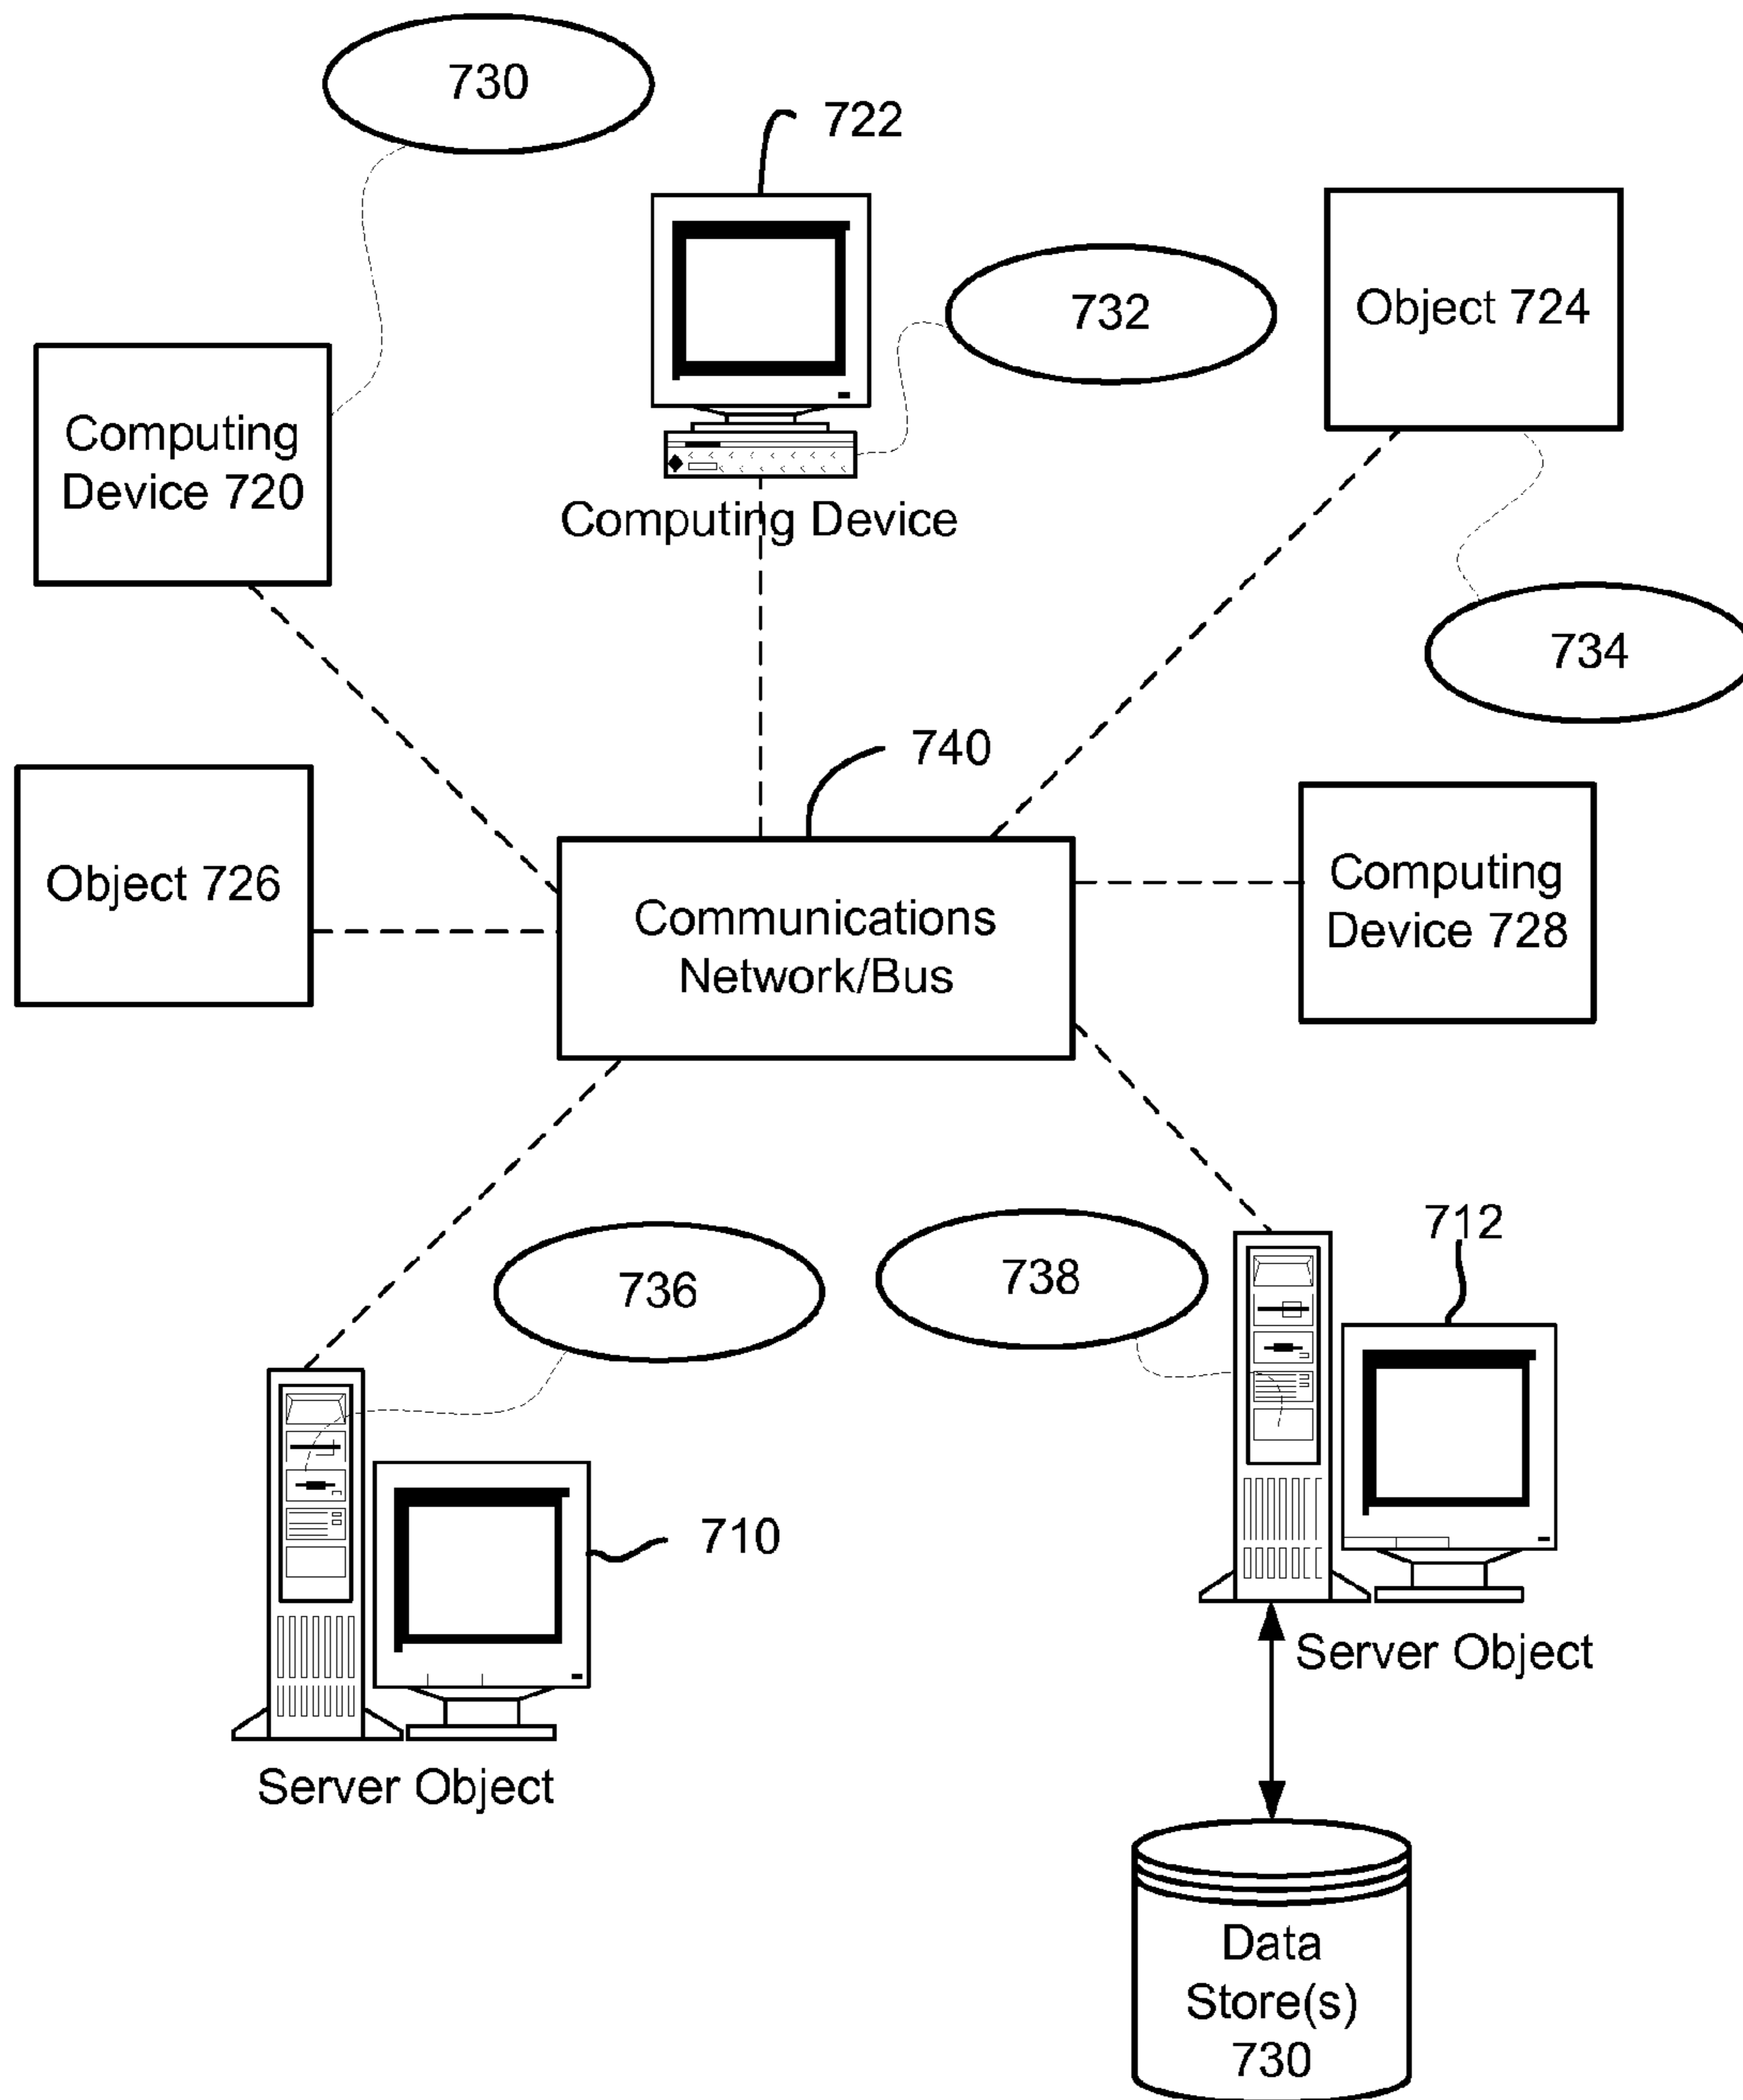 730
722
732
Object 724
Computing
Device 720
Computing Device
734
740
Object 726
Communications
Network/Bus
Computing
Device 728
736
738
712
710
Server Object
Server Object
Data
Store(s)
730